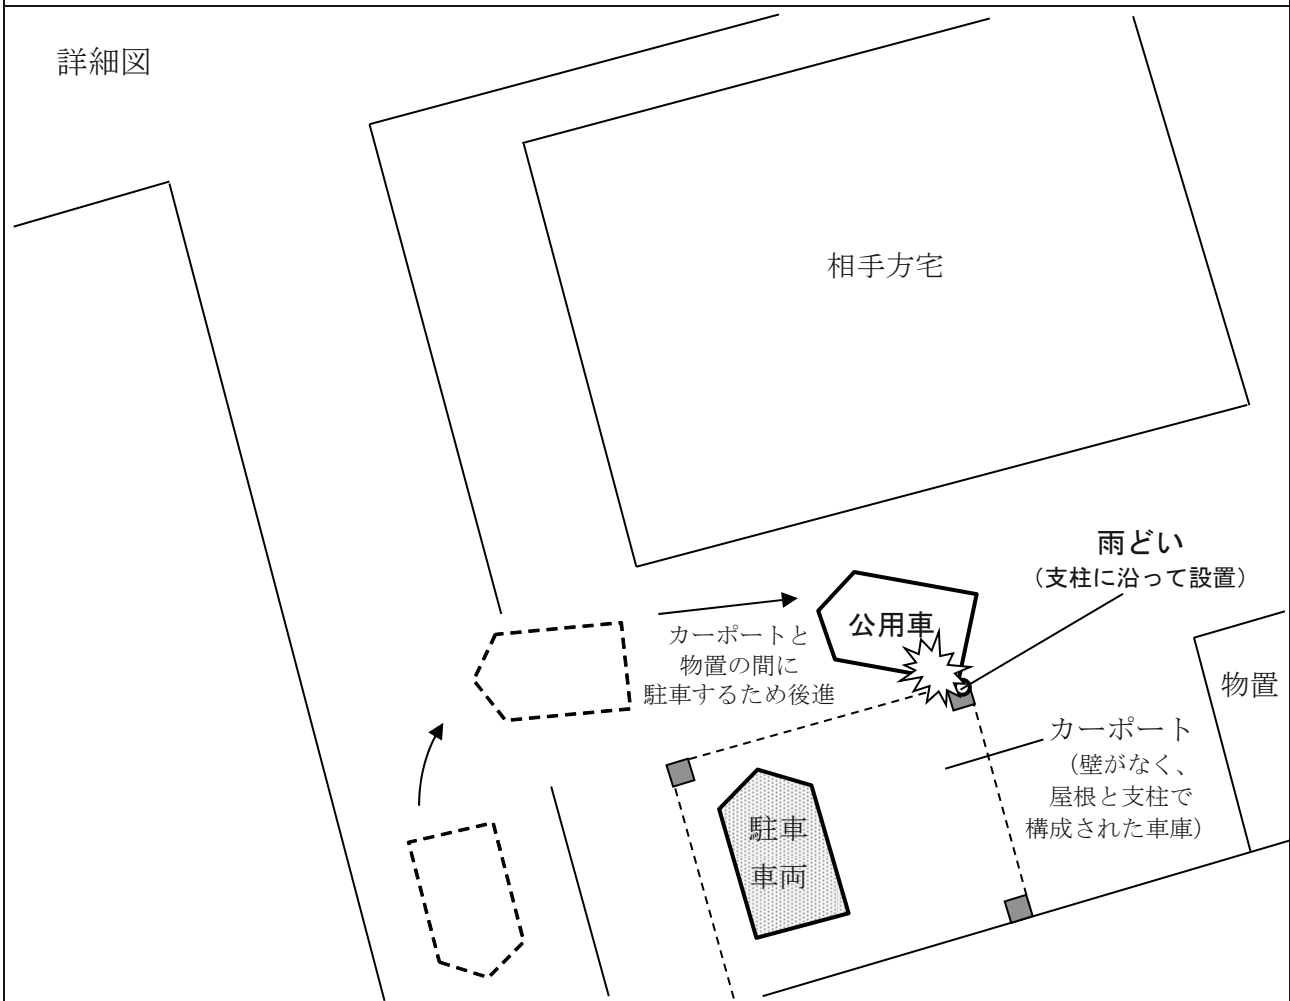 詳細図
相手方宅
雨どい
（支柱に沿って設置）
公用車
カーポートと
物置の間に
駐車するため後進
物置
カーポート
（壁がなく、
屋根と支柱で
構成された車庫）
駐車
車両